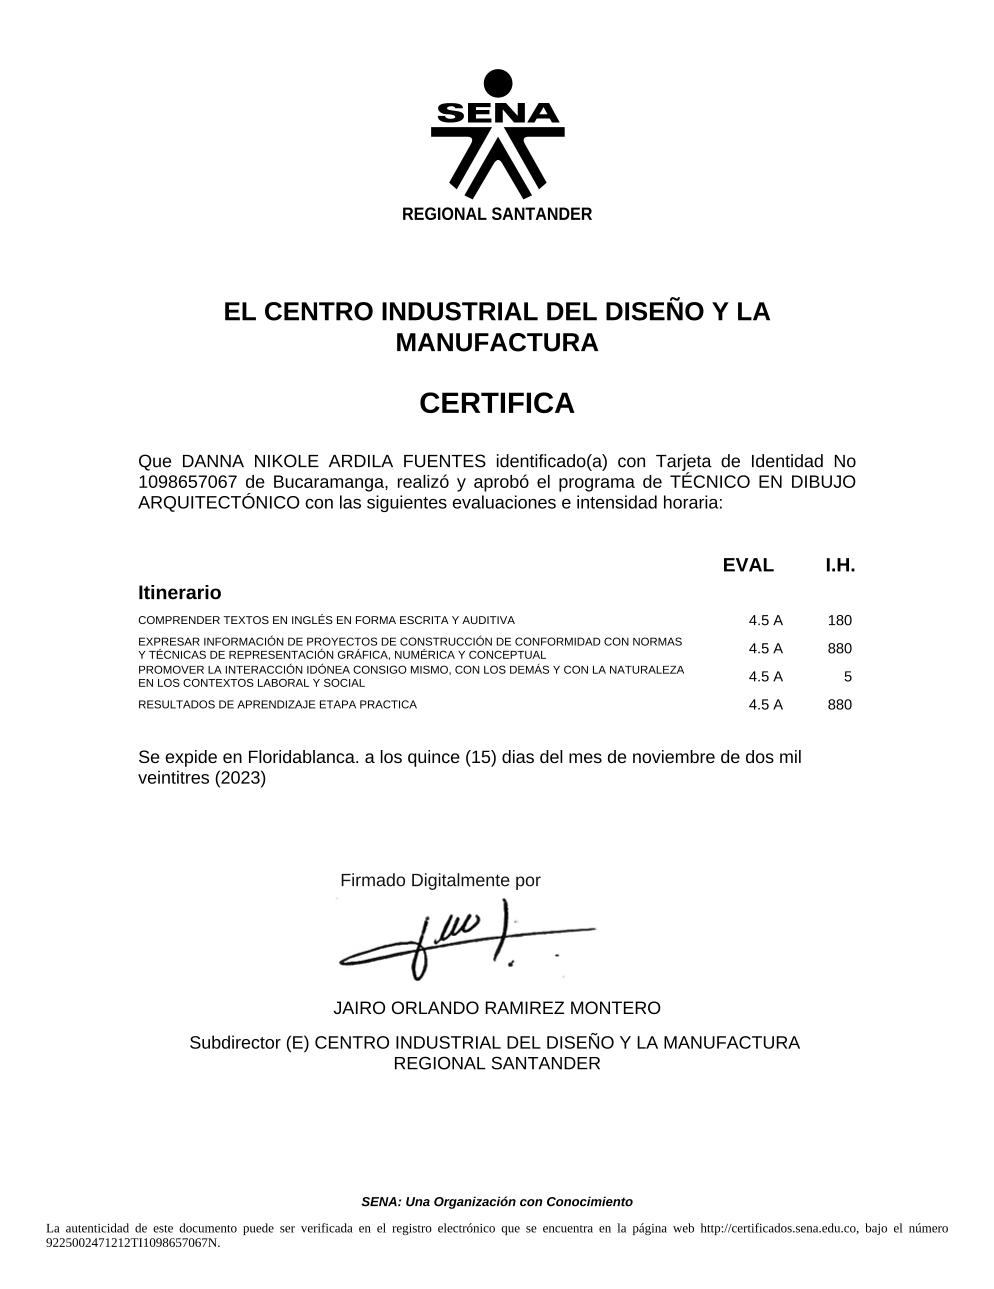 SENA
REGIONAL SANTANDER
EL CENTRO INDUSTRIAL DEL DISEÑO Y LA
MANUFACTURA
CERTIFICA
Que DANNA NIKOLE ARDILA FUENTES identificado(a) con Tarjeta de Identidad No
1098657067 de Bucaramanga, realizó y aprobó el programa de TÉCNICO EN DIBUJO
ARQUITECTÓNICO con las siguientes evaluaciones e intensidad horaria:
EVAL I.H.
Itinerario
COMPRENDER TEXTOS EN INGLÉS EN FORMA ESCRITA Y AUDITIVA 4.5 A 180
EXPRESAR INFORMACIÓN DE PROYECTOS DE CONSTRUCCIÓN DE CONFORMIDAD CON NORMAS
Y TÉCNICAS DE REPRESENTACIÓN GRÁFICA, NUMÉRICA Y CONCEPTUAL 4.5 A 880
PROMOVER LA INTERACCIÓN IDÓNEA CONSIGO MISMO, CON LOS DEMÁS Y CON LA NATURALEZA
EN LOS CONTEXTOS LABORAL Y SOCIAL 4.5 A 5
RESULTADOS DE APRENDIZAJE ETAPA PRACTICA 4.5 A 880
Se expide en Floridablanca. a los quince (15) dias del mes de noviembre de dos mil
veintitres (2023)
Firmado Digitalmente por
JAIRO ORLANDO RAMIREZ MONTERO
Subdirector (E) CENTRO INDUSTRIAL DEL DISEÑO Y LA MANUFACTURA
REGIONAL SANTANDER
SENA: Una Organización con Conocimiento
La autenticidad de este documento puede ser verificada en el registro electrónico que se encuentra en la página web http://certificados.sena.edu.co, bajo el número
9225002471212TI1098657067N.